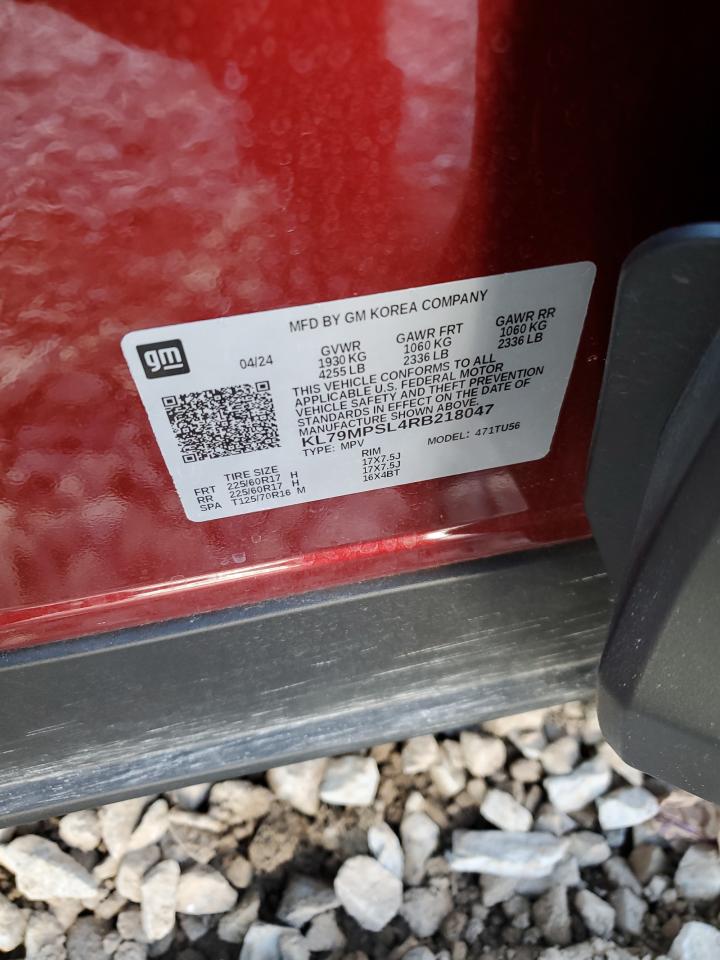 MFD BY GM KOREA COMPANY
gm
04/24
GVWR
1930 KG
4255 LB
GAWR FRT
1060 KG
2336 LB
GAWR RR
1060 KG
2336 LB
THIS VEHICLE CONFORMS TO ALL
APPLICABLE U.S. FEDERAL MOTOR
VEHICLE SAFETY AND THEFT PREVENTION
STANDARDS IN EFFECT ON THE DATE OF
MANUFACTURE SHOWN ABOVE.
KL79MPSL4RB218047
TYPE: MPV
MODEL: 471TU56
TIRE SIZE RIM
FRT 225/60R17 H 17X7.5J
RR 225/60R17 H 17X7.5J
SPA T125/70R16 M 16X4BT